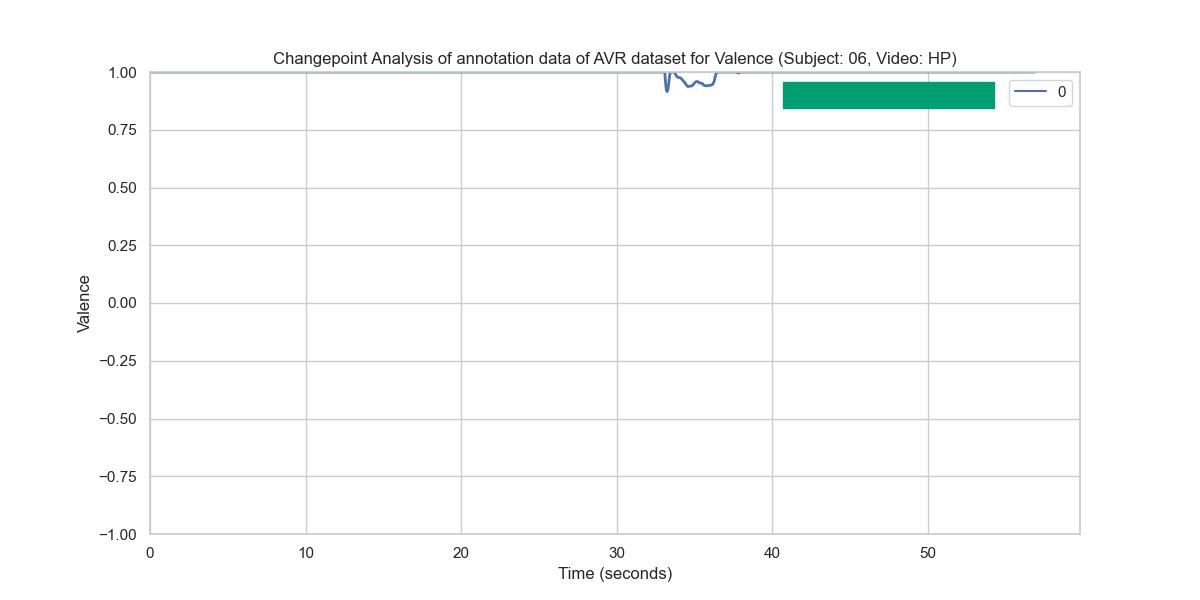 Changepoint Analysis of annotation data of AVR dataset for Valence (Subject: 06, Video: HP)
1.00
0
0.75
0.50
0.25
0.00
Valence
−0.25
−0.50
−0.75
−1.00
0 10 20 30 40 50
Time (seconds)